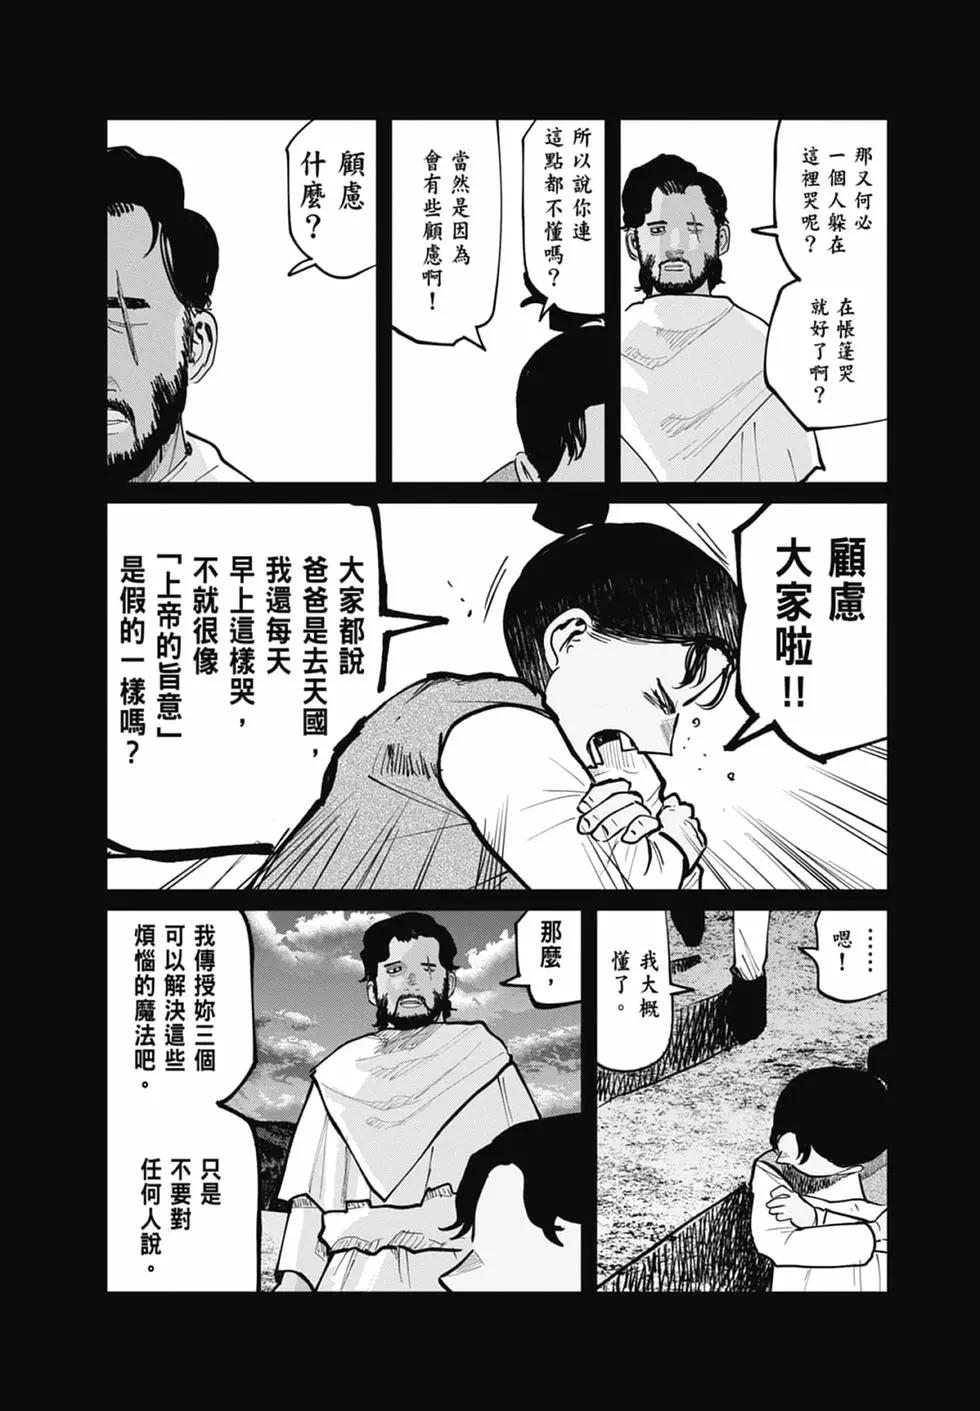 那又何必
一個人躲在
這裡哭呢？
在帳篷哭
就好了啊？
所以說你連
這點都不懂嗎？
當然是因為
會有些顧慮啊！
顧慮
什麼？
顧慮
大家啦!!
大家都說
爸爸是去天國，
我還每天
早上這樣哭，
不就很像
「上帝的旨意」
是假的一樣嗎？
……
嗯！
我大概
懂了。
那麼，
我傳授妳三個
可以解決這些
煩惱的魔法吧。
只是
不要對
任何人說。